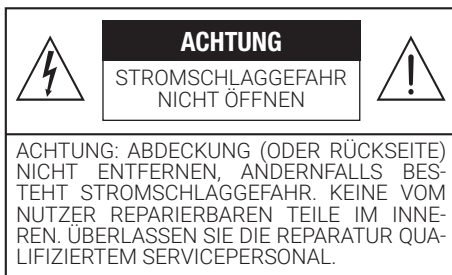 ACHTUNG
STROMSCHLAGGEFAHR
NICHT ÖFFNEN
ACHTUNG: ABDECKUNG (ODER RÜCKSEITE)
NICHT ENTFERNEN, ANDERNFALLS BES-
TEHT STROMSCHLAGGEFAHR. KEINE VOM
NUTZER REPARIERBAREN TEILE IM INNE-
REN. ÜBERLASSEN SIE DIE REPARATUR QUA-
LIFIZIERTEM SERVICEPERSONAL.